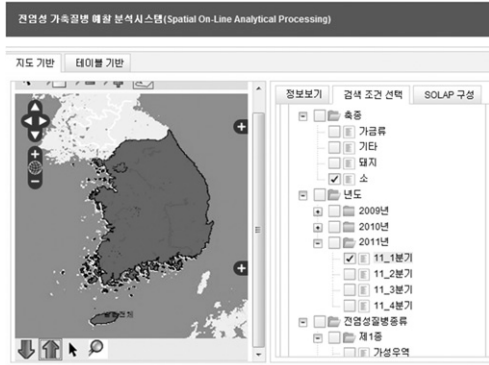 전염성 가축질병 예찰 분석시스템(Spatial On-Line Analytical Processing)
지도 기반 테이블 기반
정보보기 검색 조건 선택 SOLAP 구성
축종
가금류
기타
돼지
소
년도
2009년
2010년
2011년
11_1분기
11_2분기
11_3분기
11_4분기
전염성질병종류
제1종
가성우역